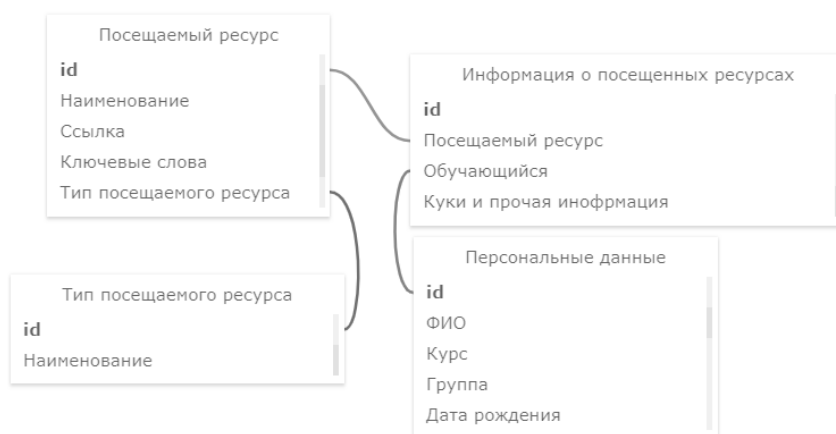 Посещаемый ресурс
id
Наименование
Ссылка
Ключевые слова
Тип посещаемого ресурса
Информация о посещенных ресурсах
id
Посещаемый ресурс
Обучающийся
Куки и прочая инофрмация
Тип посещаемого ресурса
id
Наименование
Персональные данные
id
ФИО
Курс
Группа
Дата рождения